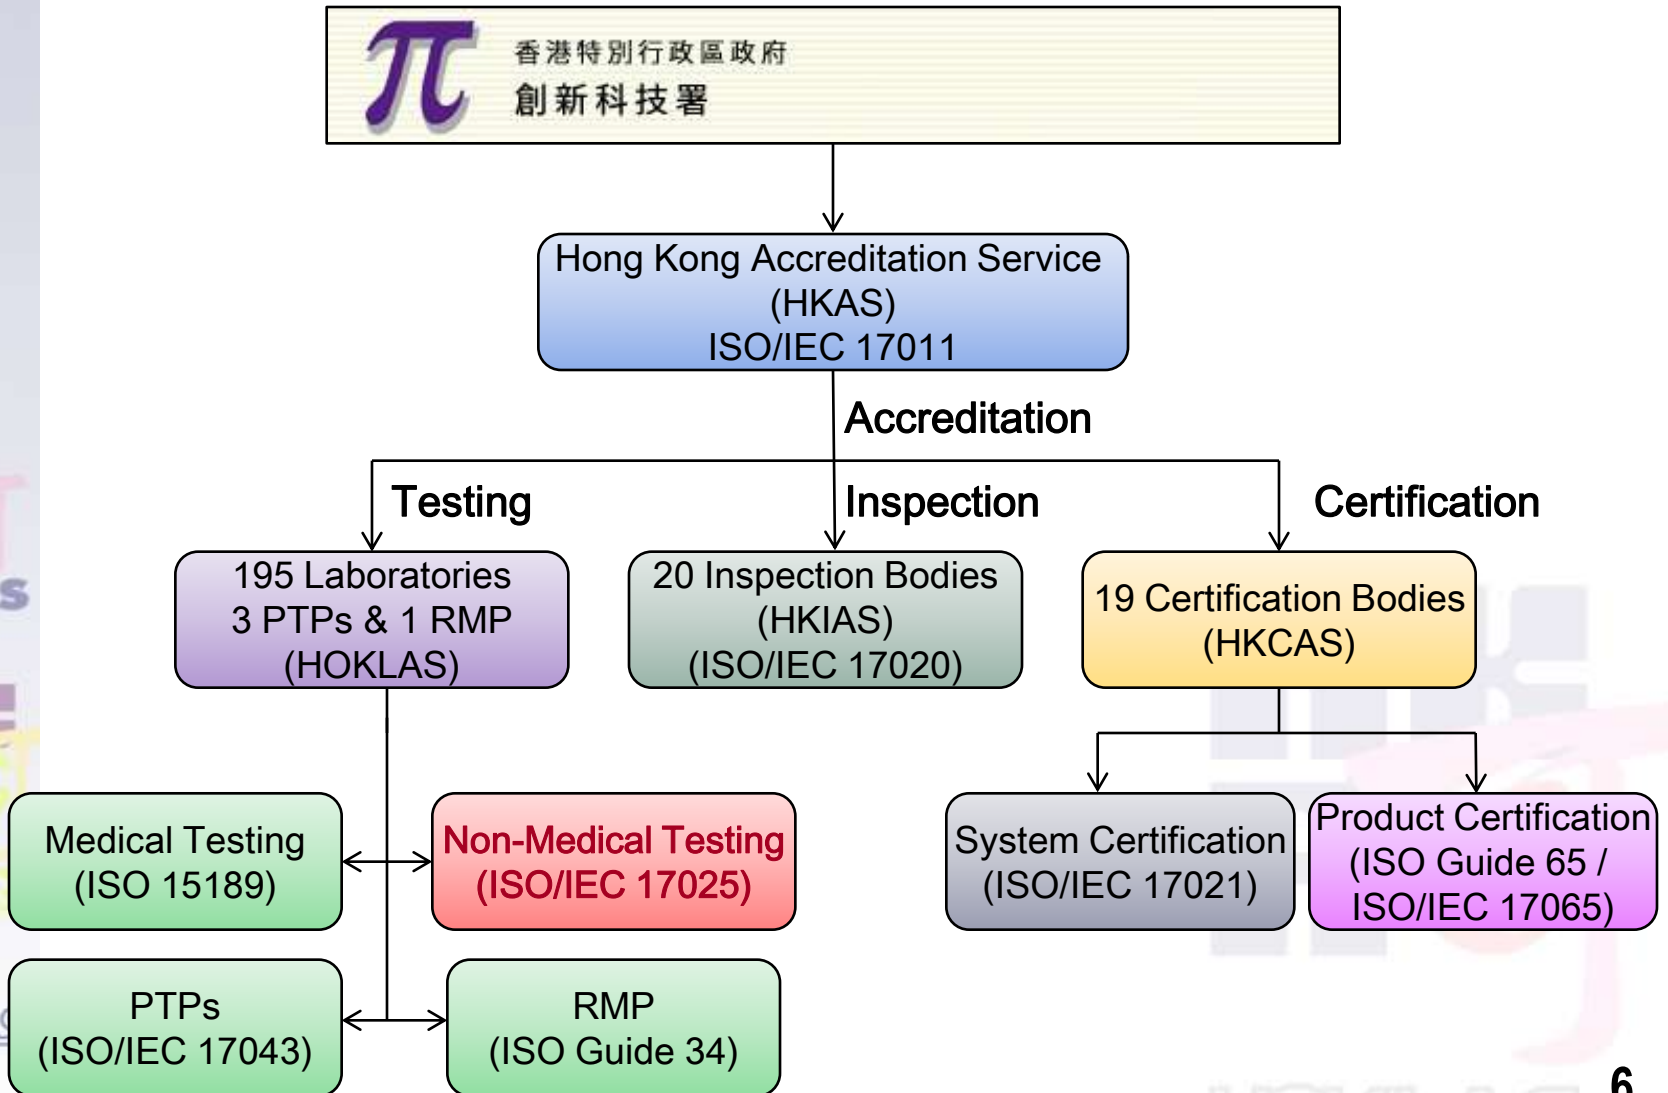 π
香港特別行政區政府
創新科技署
Hong Kong Accreditation Service
(HKAS)
ISO/IEC 17011
Accreditation
Testing
Inspection
Certification
195 Laboratories
3 PTPs & 1 RMP
(HOKLAS)
20 Inspection Bodies
(HKIAS)
(ISO/IEC 17020)
19 Certification Bodies
(HKCAS)
Medical Testing
(ISO 15189)
Non-Medical Testing
(ISO/IEC 17025)
System Certification
(ISO/IEC 17021)
Product Certification
(ISO Guide 65 /
ISO/IEC 17065)
PTPs
(ISO/IEC 17043)
RMP
(ISO Guide 34)
6